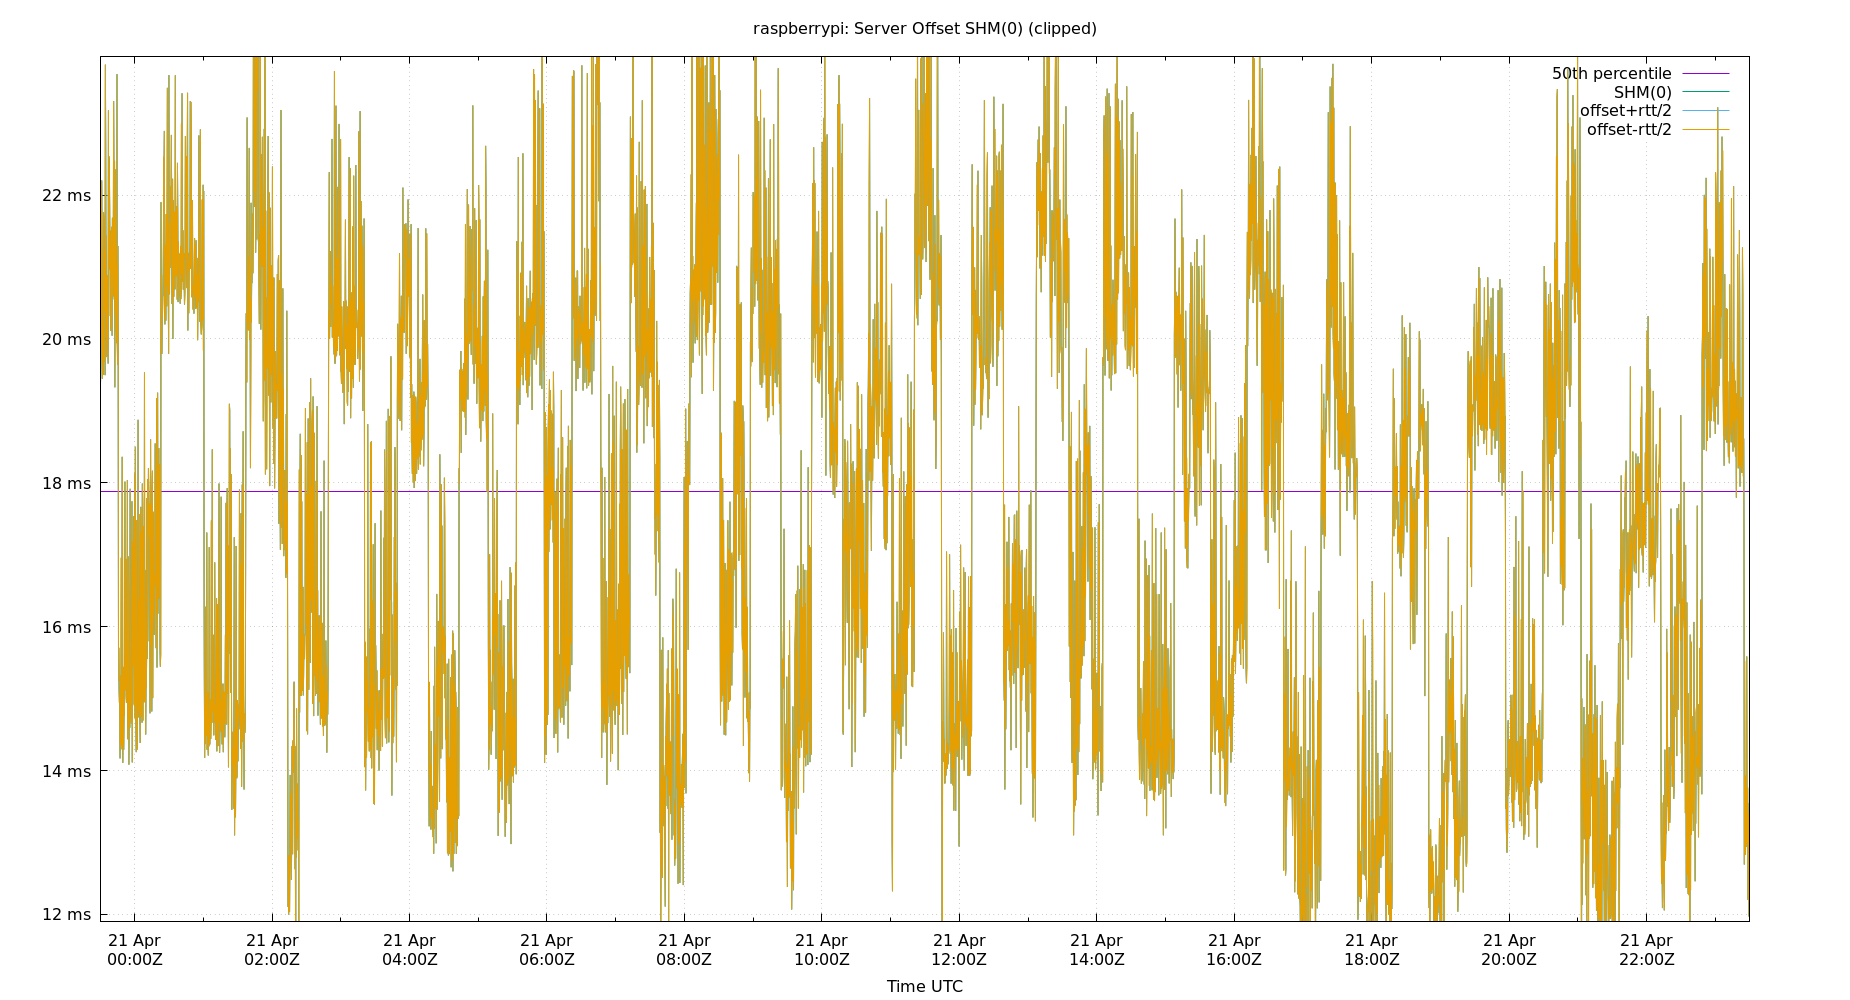 raspberrypi: Server Offset SHM(0) (clipped)
50th percentile
SHM(0)
offset+rtt/2
offset-rtt/2
22 ms
20 ms
18 ms
16 ms
14 ms
12 ms
21 Apr 21 Apr 21 Apr 21 Apr 21 Apr 21 Apr 21 Apr 21 Apr 21 Apr 21 Apr 21 Apr 21 Apr
00:00Z 02:00Z 04:00Z 06:00Z 08:00Z 10:00Z 12:00Z 14:00Z 16:00Z 18:00Z 20:00Z 22:00Z
Time UTC